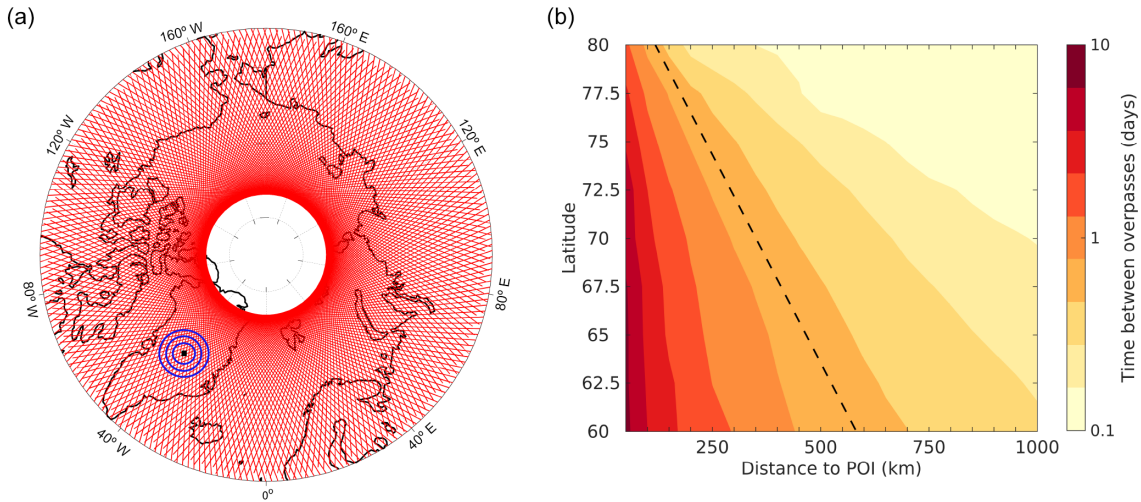 (a)
160° W
160° E
120° W
120° E
80° W
80° E
40° W
40° E
0°
(b)
80
77.5
75
72.5
70
67.5
65
62.5
60
Latitude
250
500
750
1000
Distance to POI (km)
10
1
0.1
Time between overpasses (days)